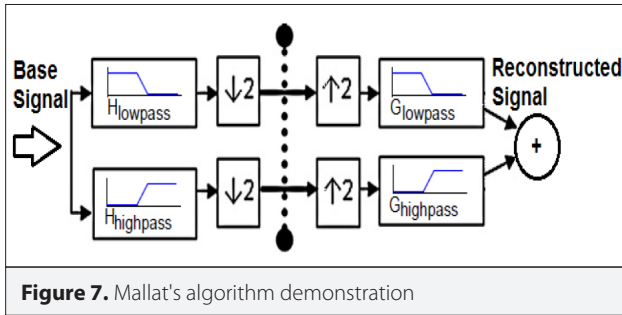 Base
Signal
Hlowpass
↓2
↑2
Glowpass
Reconstructed
Signal
+
Hhighpass
↓2
↑2
Ghighpass
Figure 7. Mallat's algorithm demonstration